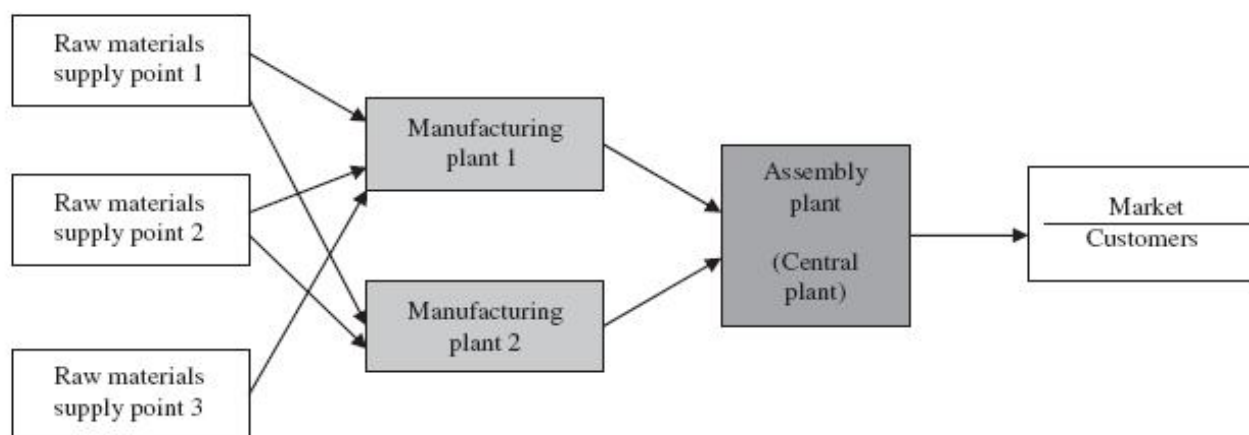 Raw materials
supply point 1
Manufacturing
plant 1
Raw materials
supply point 2
Assembly
plant
(Central
plant)
Market
Customers
Manufacturing
plant 2
Raw materials
supply point 3